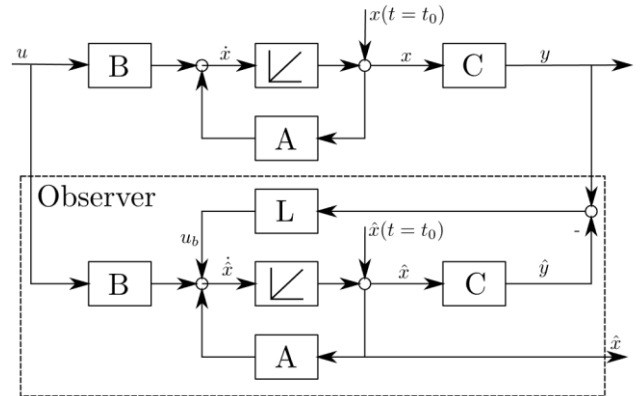 x(t = t₀)
u B ẋ x C y
A
Observer
L
u_b x̂(t = t₀)
B x̂̇ x̂ C ŷ -
A x̂